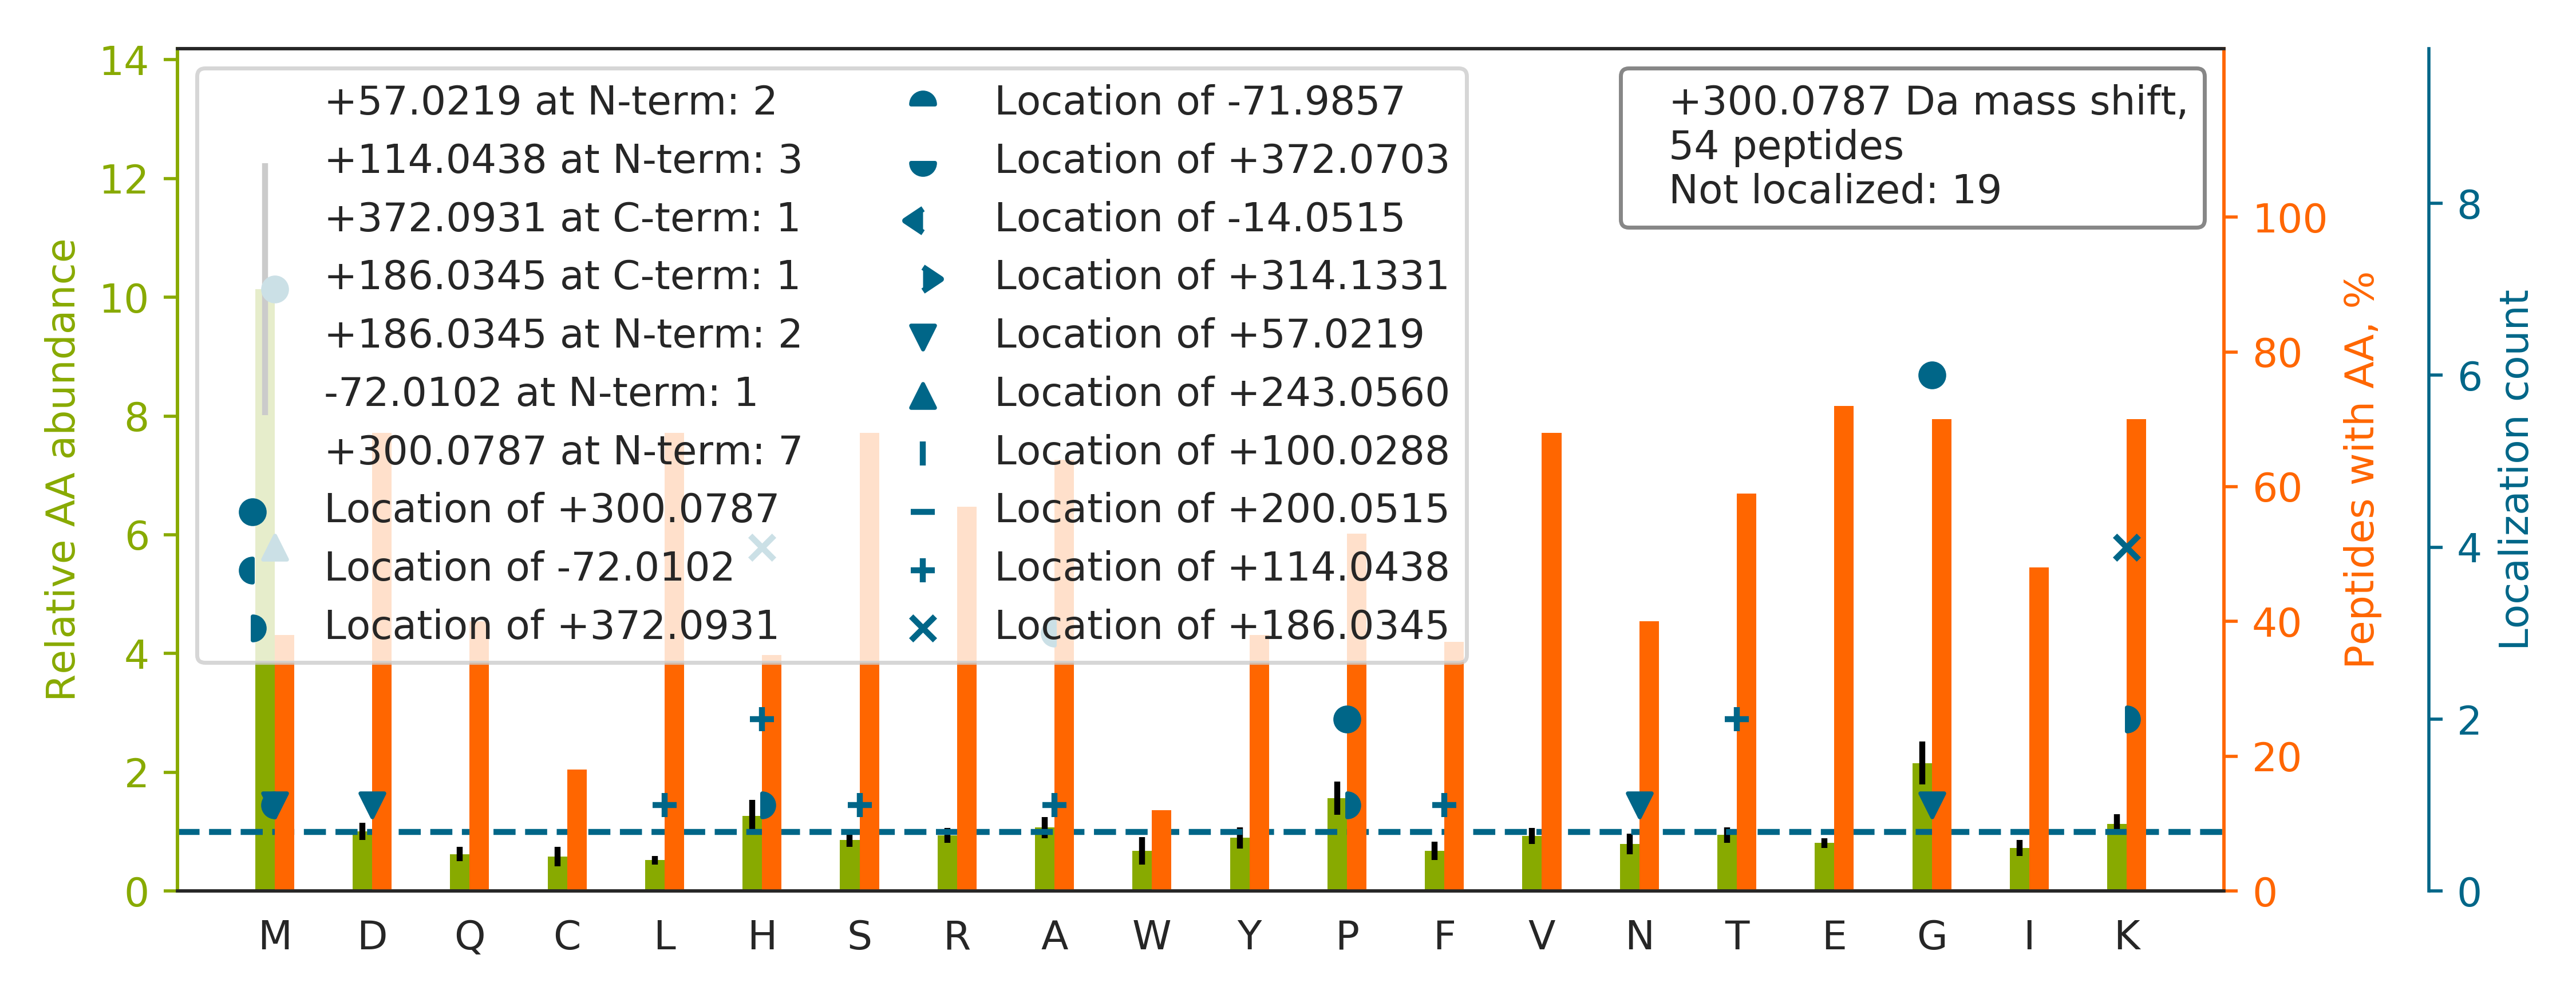 14
12
10
8
6
4
2
0
Relative AA abundance
+57.0219 at N-term: 2
+114.0438 at N-term: 3
+372.0931 at C-term: 1
+186.0345 at C-term: 1
+186.0345 at N-term: 2
-72.0102 at N-term: 1
+300.0787 at N-term: 7
Location of +300.0787
Location of -72.0102
Location of +372.0931
Location of -71.9857
Location of +372.0703
Location of -14.0515
Location of +314.1331
Location of +57.0219
Location of +243.0560
Location of +100.0288
Location of +200.0515
Location of +114.0438
Location of +186.0345
+300.0787 Da mass shift,
54 peptides
Not localized: 19
100
80
60
40
20
0
Peptides with AA, %
8
6
4
2
0
Localization count
M D Q C L H S R A W Y P F V N T E G I K